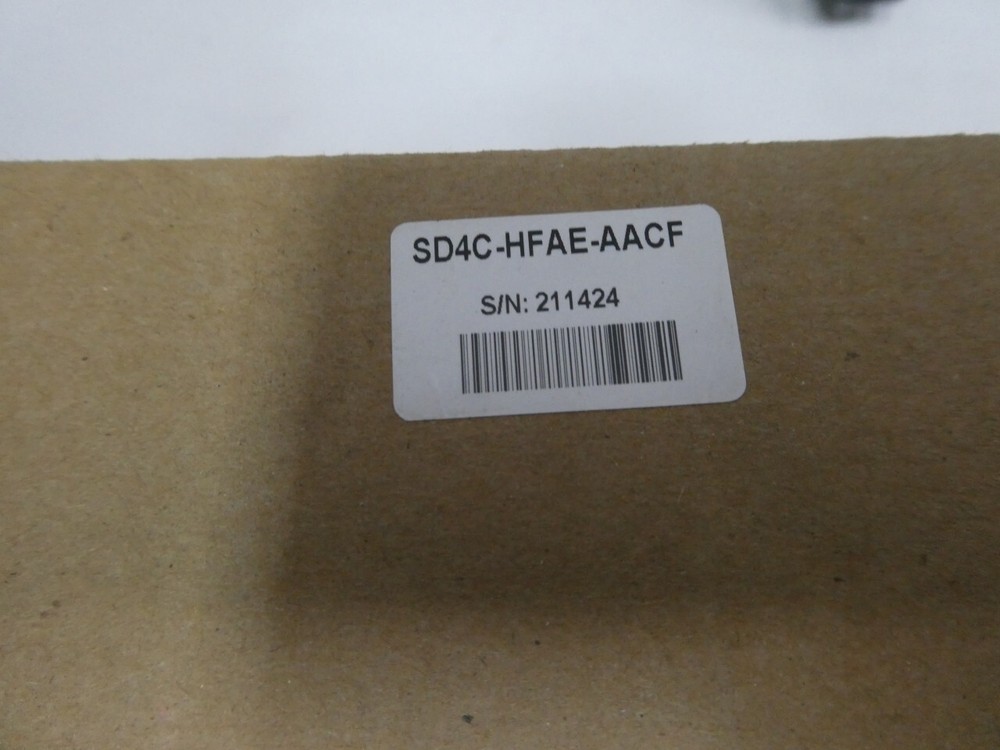 SD4C-HFAE-AACF
S/N: 211424